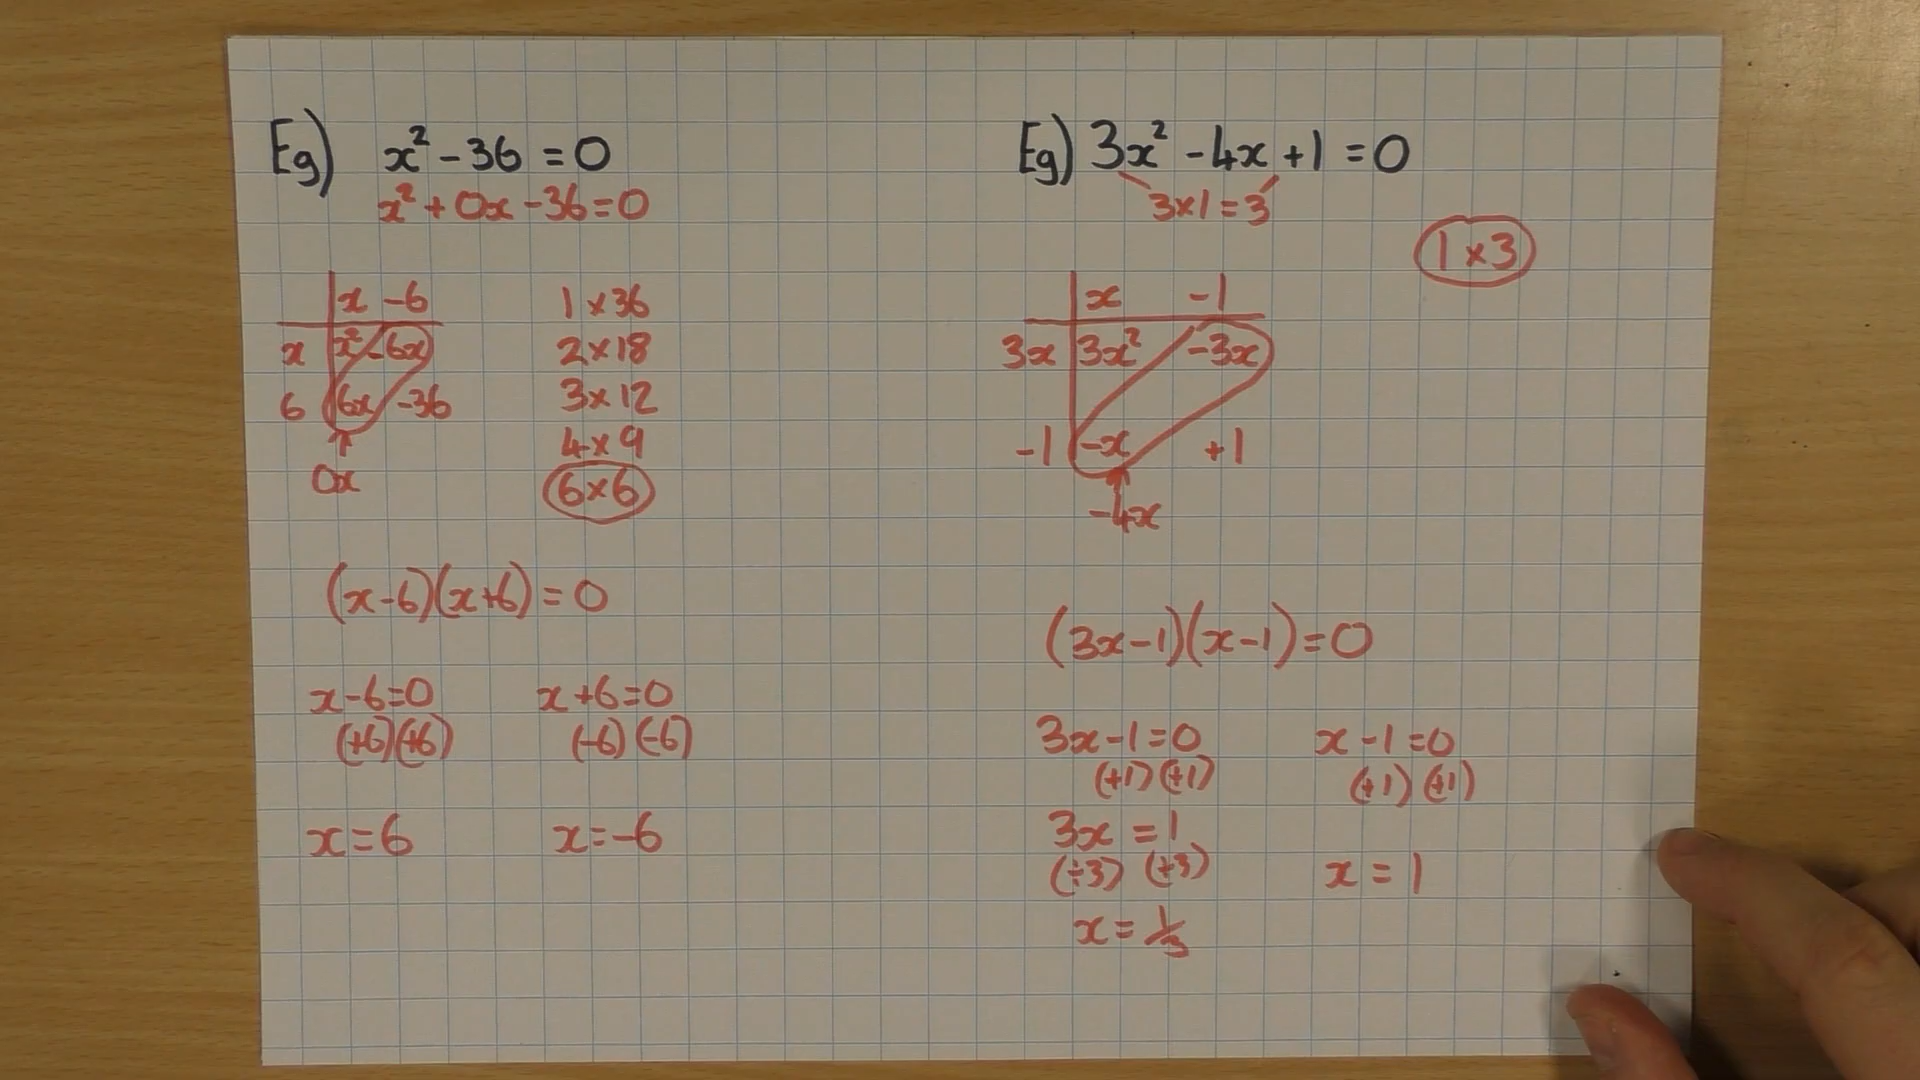 Eg) x² - 36 = 0
x² + 0x - 36 = 0
x -6
x x² -6x
6 6x -36
0x
1 × 36
2 × 18
3 × 12
4 × 9
6 × 6
(x-6)(x+6) = 0
x-6=0 x+6=0
(+6)(+6) (-6)(-6)
x=6 x=-6
Eg) 3x² - 4x + 1 = 0
3×1=3
1 × 3
x -1
3x 3x² -3x
-1 -x +1
-4x
(3x-1)(x-1)=0
3x-1=0 x-1=0
(+1)(+1) (+1)(+1)
3x = 1
(÷3) (÷3) x = 1
x = 1/3